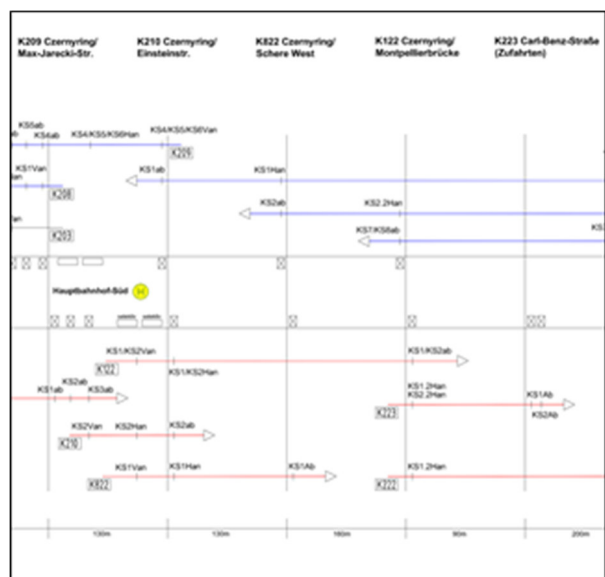 K209 Czernyring/
Max-Jarecki-Str.
K210 Czernyring/
Einsteinstr.
K822 Czernyring/
Schere West
K122 Czernyring/
Montpellierbrücke
K223 Carl-Benz-Straße
(Zufahrten)
KS5ab
KS4ab
KS4/KS5/KS6Han
KS4/KS5/KS6Van
K209
KS1Van
KS1ab
KS1Han
K208
KS2ab
KS2.2Han
K203
KS7/KS8ab
Hauptbahnhof-Süd
H
KS1/KS2Van
KS1/KS2ab
K122
KS1/KS2Han
KS1ab
KS2ab
KS3ab
KS1.2Han
KS2.2Han
KS1Ab
K223
KS2Ab
KS2Van
KS2Han
KS2ab
K210
KS1Van
KS1Han
KS1Ab
KS1.2Han
K822
K222
130m
130m
160m
90m
200m